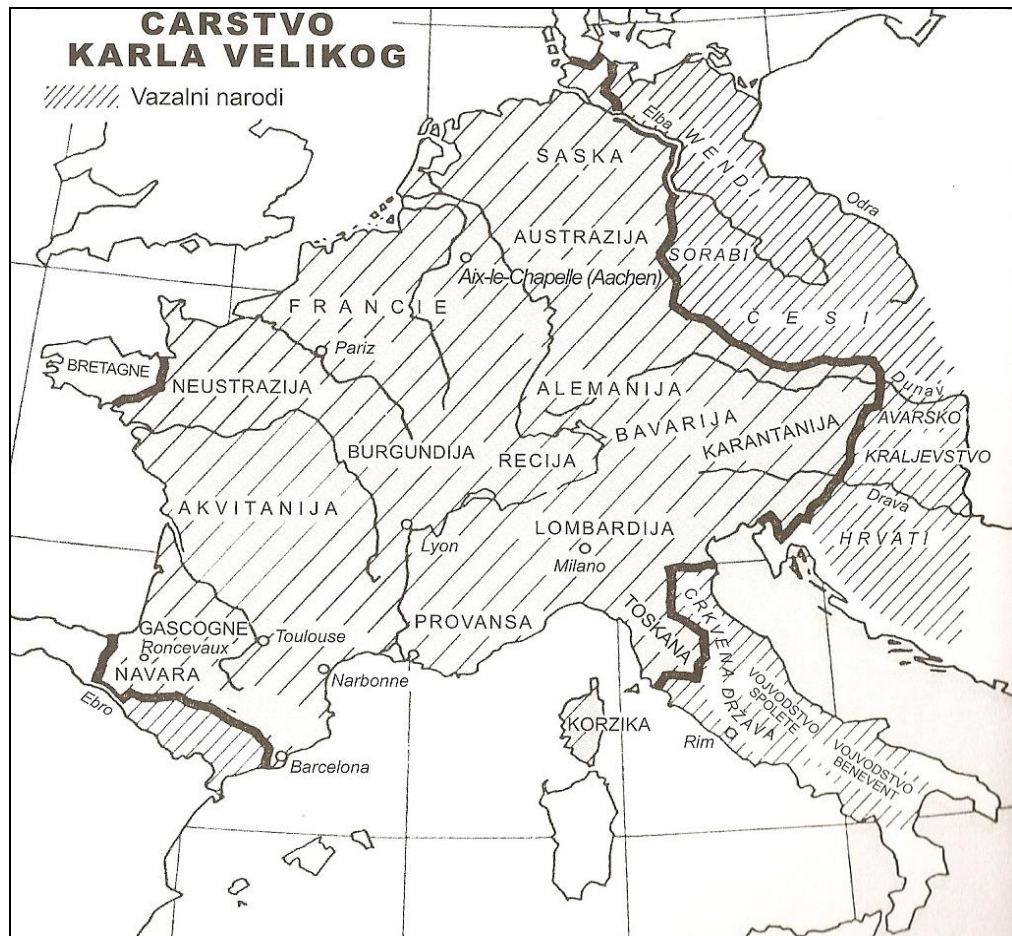 CARSTVO
KARLA VELIKOG
Vazalni narodi
Elba
WENDI
SASKA
Odra
AUSTRAZIJA
SORABI
Aix-le-Chapelle (Aachen)
FRANCIE
ČESI
Pariz
BRETAGNE
NEUSTRAZIJA
ALEMANIJA
Dunav
AVARSKO
KRALJEVSTVO
BAVARIJA
KARANTANIJA
BURGUNDIJA
RECIJA
AKVITANIJA
Drava
HRVATI
Lyon
LOMBARDIJA
Milano
GASCOGNE
Roncevaux
NAVARA
Toulouse
PROVANSA
TOSKANA
CRKVENA DRŽAVA
Narbonne
Ebro
KORZIKA
Rim
VOJVODSTVO
SPOLETE
VOJVODSTVO
BENEVENT
Barcelona